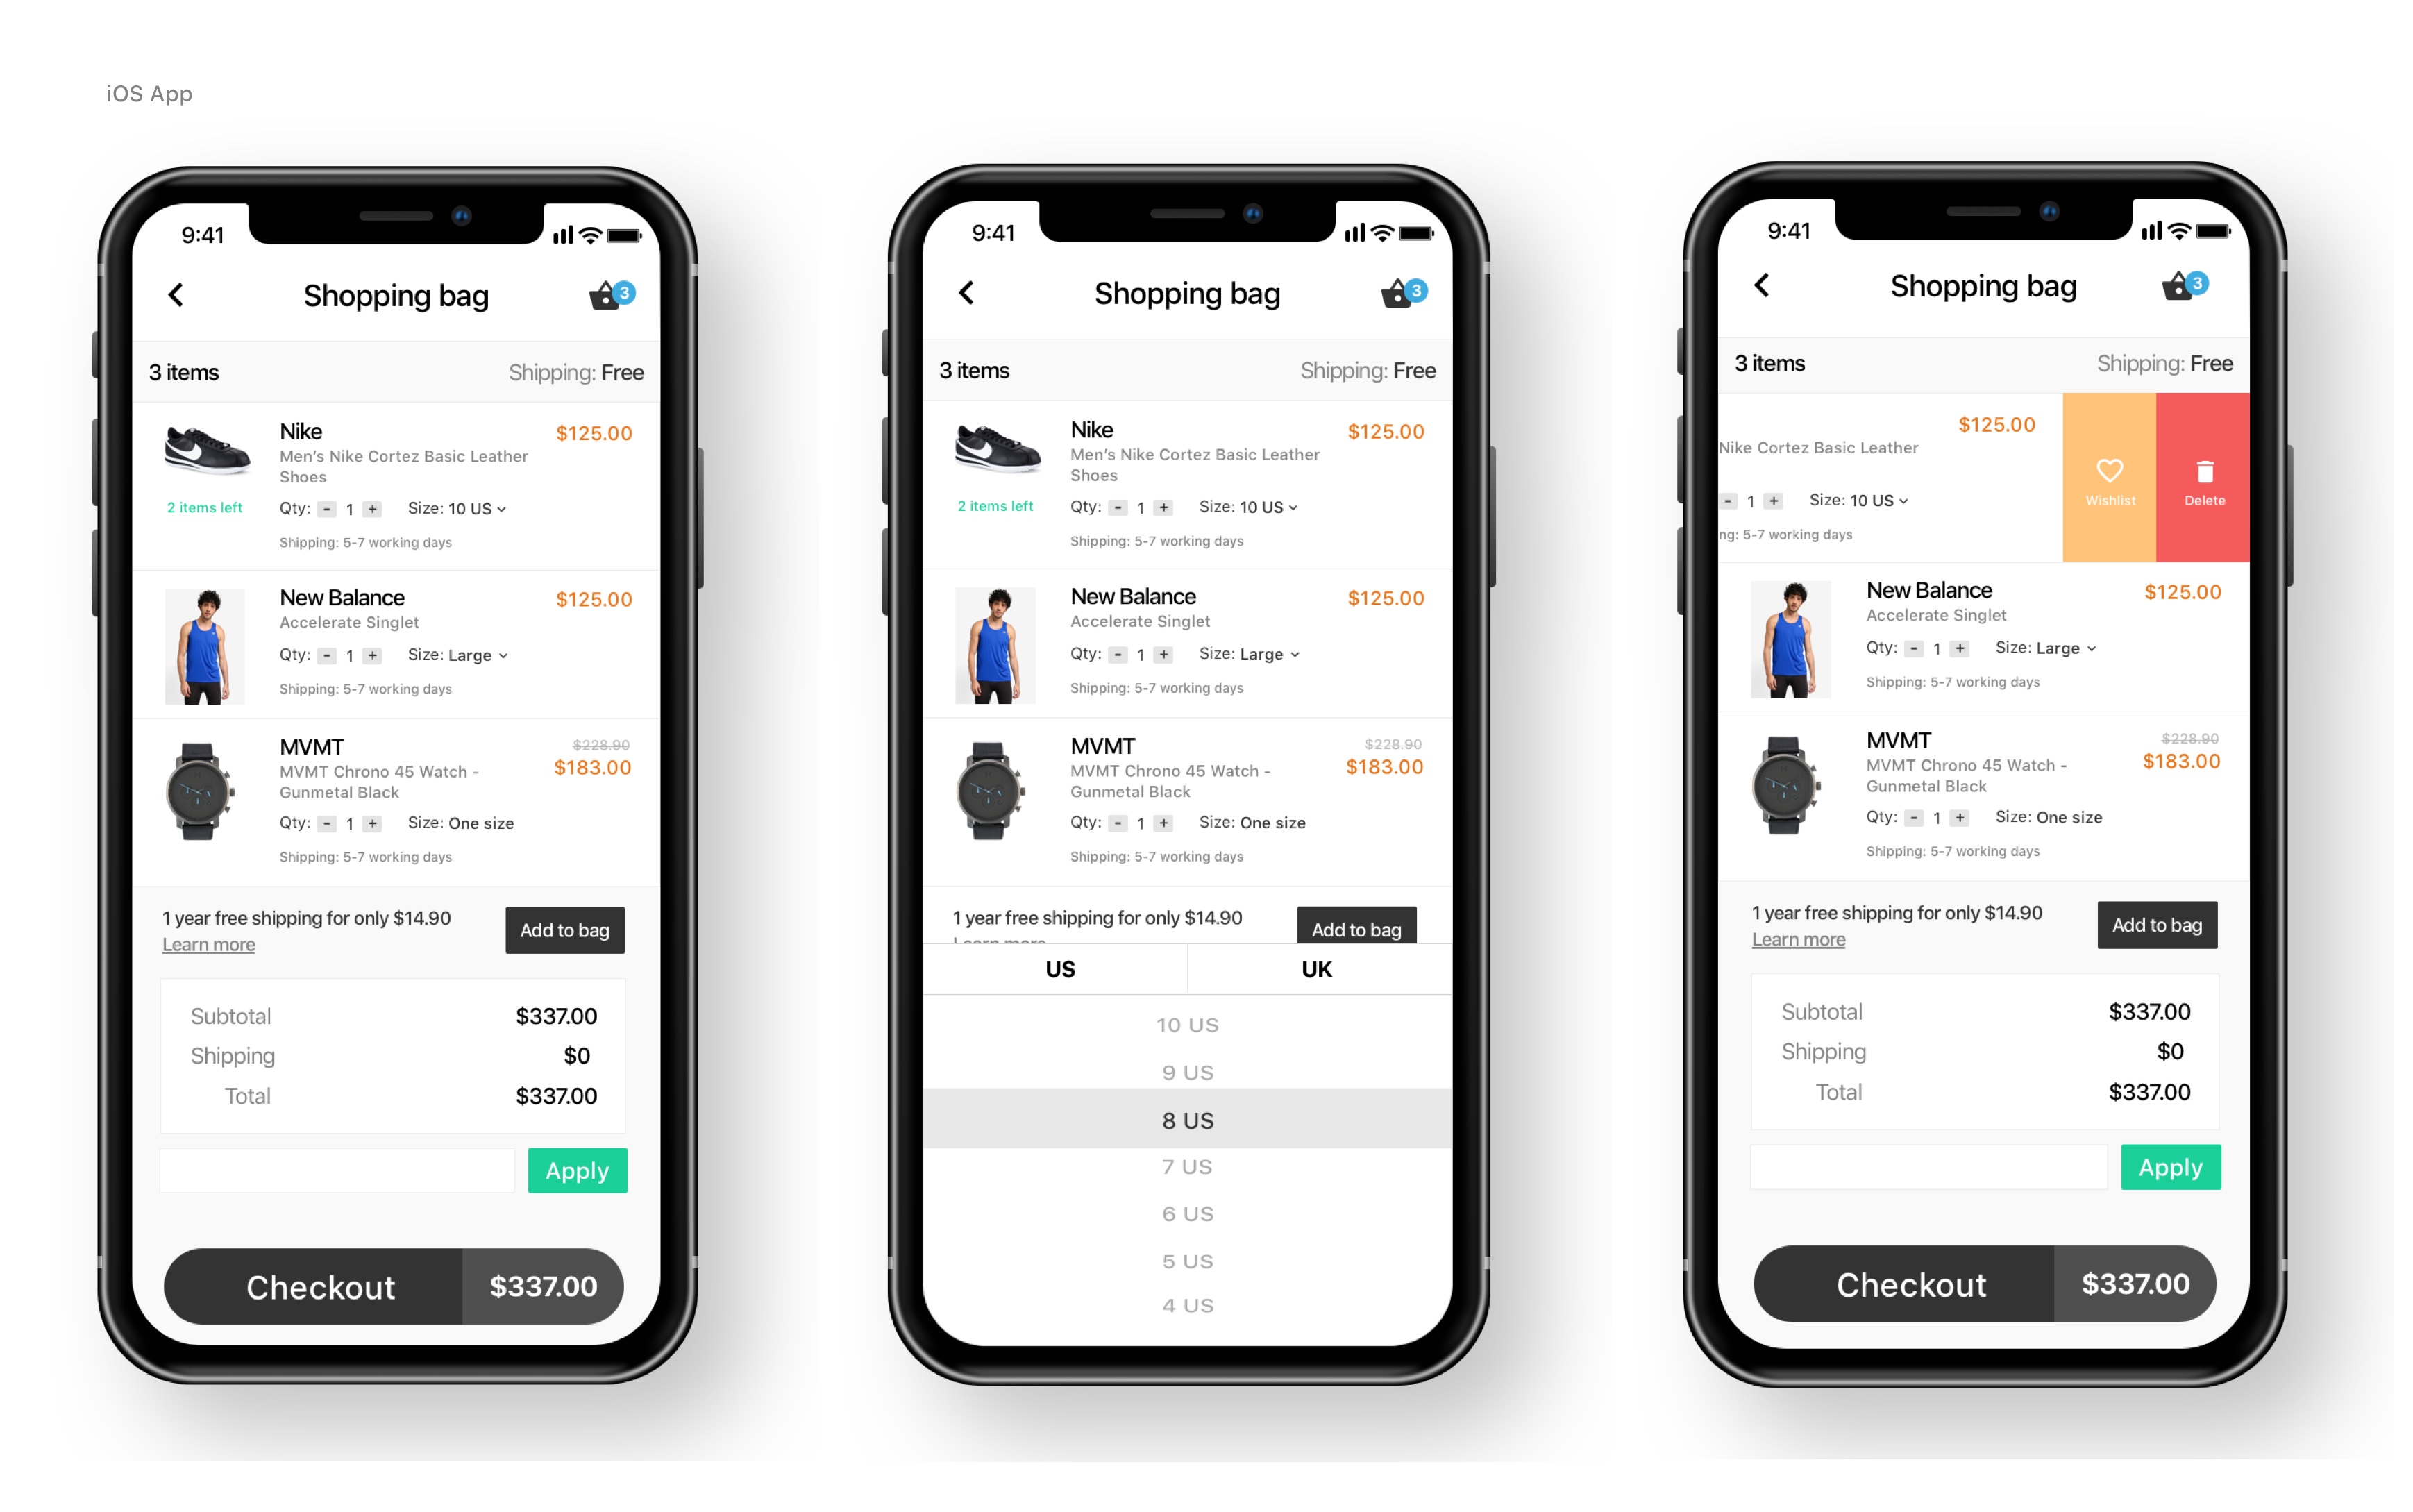 iOS App
9:41
Shopping bag
3
3 items
Shipping: Free
Nike
$125.00
Men's Nike Cortez Basic Leather
Shoes
2 items left
Qty: - 1 + Size: 10 US
Shipping: 5-7 working days
New Balance
$125.00
Accelerate Singlet
Qty: - 1 + Size: Large
Shipping: 5-7 working days
MVMT
$228.90
$183.00
MVMT Chrono 45 Watch -
Gunmetal Black
Qty: - 1 + Size: One size
Shipping: 5-7 working days
1 year free shipping for only $14.90
Learn more
Add to bag
Subtotal $337.00
Shipping $0
Total $337.00
Apply
Checkout $337.00
9:41
Shopping bag
3
3 items
Shipping: Free
Nike
$125.00
Men's Nike Cortez Basic Leather
Shoes
2 items left
Qty: - 1 + Size: 10 US
Shipping: 5-7 working days
New Balance
$125.00
Accelerate Singlet
Qty: - 1 + Size: Large
Shipping: 5-7 working days
MVMT
$228.90
$183.00
MVMT Chrono 45 Watch -
Gunmetal Black
Qty: - 1 + Size: One size
Shipping: 5-7 working days
1 year free shipping for only $14.90
Learn more
Add to bag
US
UK
10 US
9 US
8 US
7 US
6 US
5 US
4 US
9:41
Shopping bag
3
3 items
Shipping: Free
$125.00
Nike Cortez Basic Leather
- 1 + Size: 10 US
ng: 5-7 working days
Wishlist
Delete
New Balance
$125.00
Accelerate Singlet
Qty: - 1 + Size: Large
Shipping: 5-7 working days
MVMT
$228.90
$183.00
MVMT Chrono 45 Watch -
Gunmetal Black
Qty: - 1 + Size: One size
Shipping: 5-7 working days
1 year free shipping for only $14.90
Learn more
Add to bag
Subtotal $337.00
Shipping $0
Total $337.00
Apply
Checkout $337.00